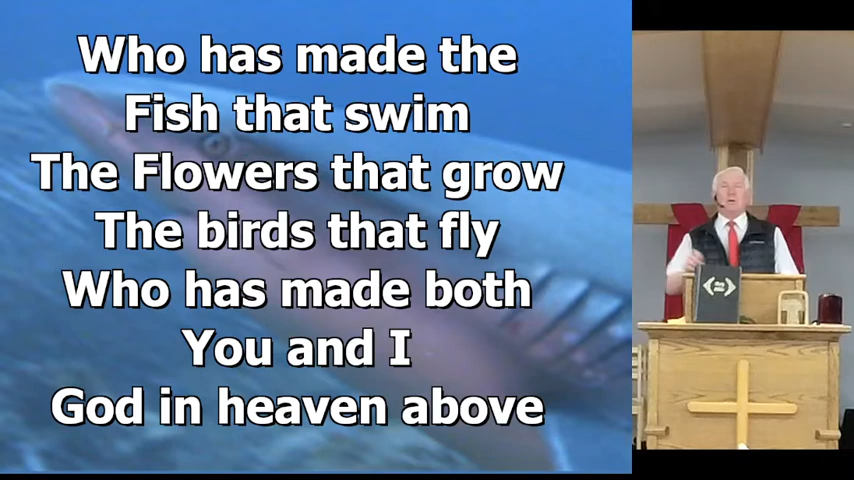 Who has made the
Fish that swim
The Flowers that grow
The birds that fly
Who has made both
You and I
God in heaven above